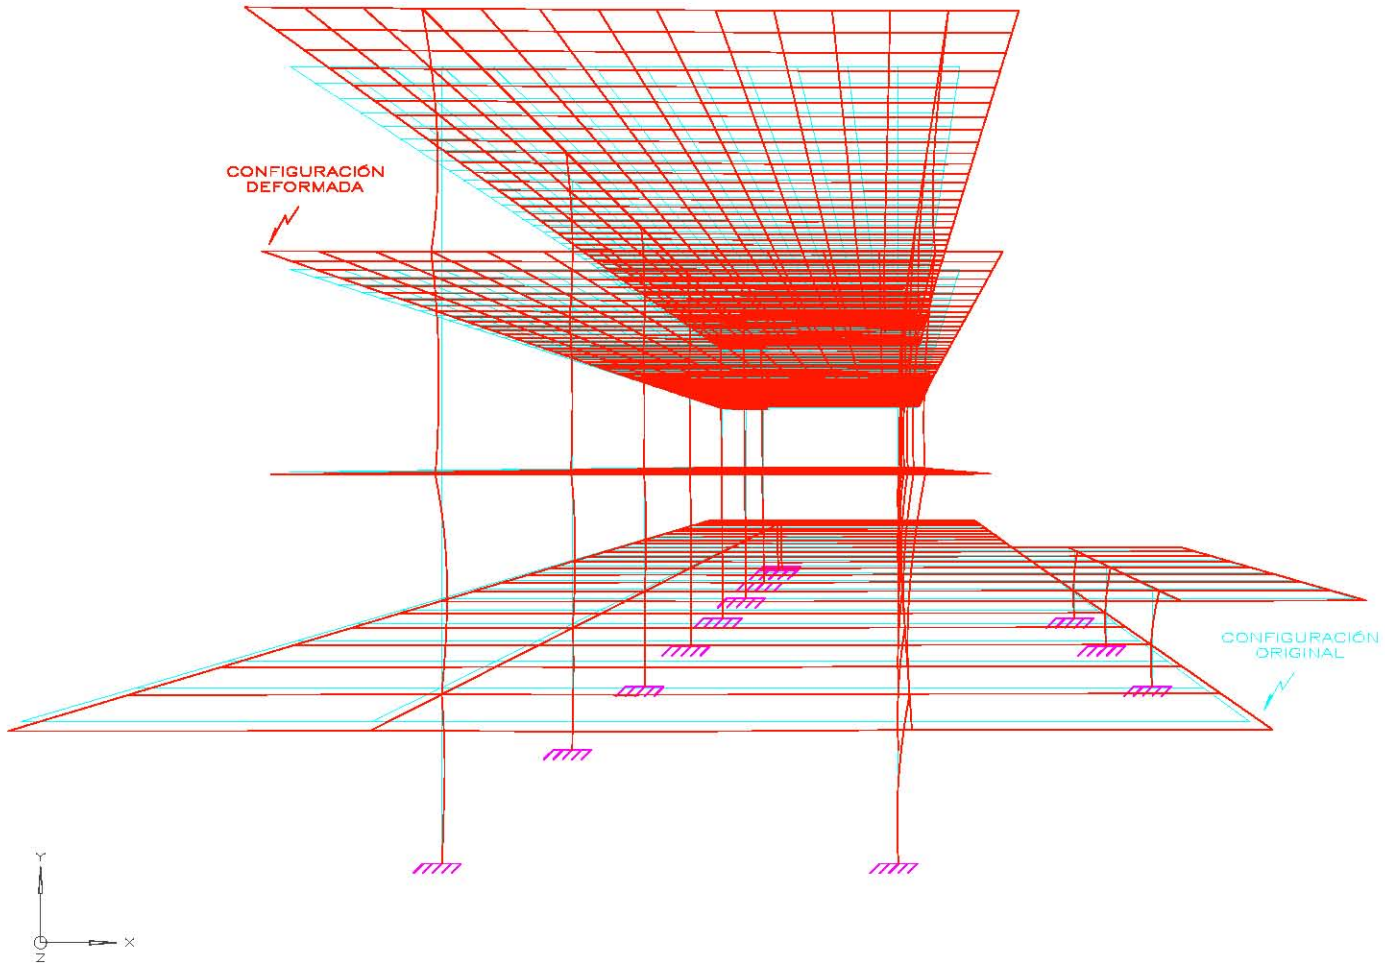 CONFIGURACIÓN
DEFORMADA
CONFIGURACIÓN
ORIGINAL
Y
X
Z